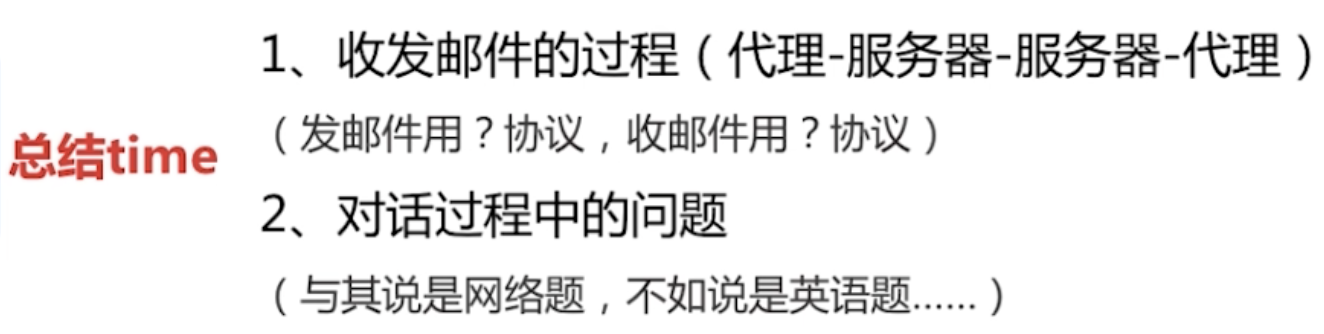 总结time
1、收发邮件的过程（代理-服务器-服务器-代理）
（发邮件用？协议，收邮件用？协议）
2、对话过程中的问题
（与其说是网络题，不如说是英语题……）